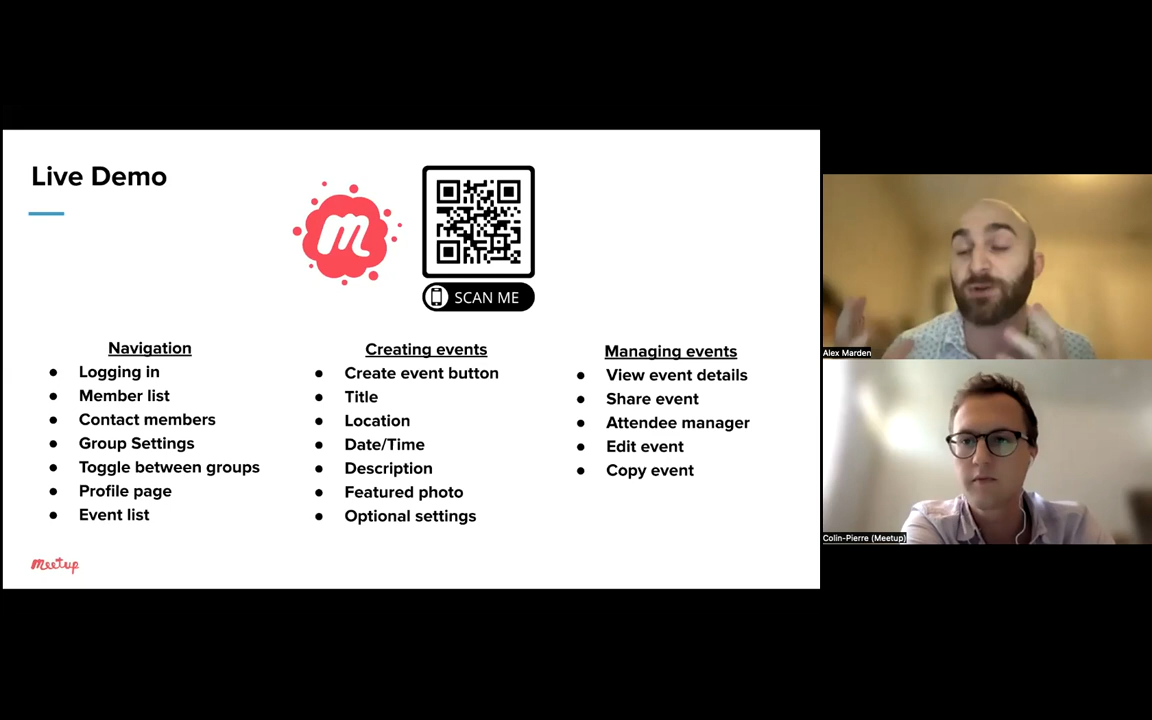 Live Demo
m
SCAN ME
Navigation
Logging in
Member list
Contact members
Group Settings
Toggle between groups
Profile page
Event list
Creating events
Create event button
Title
Location
Date/Time
Description
Featured photo
Optional settings
Managing events
View event details
Share event
Attendee manager
Edit event
Copy event
meetup
Alex Marden
Colin-Pierre (Meetup)